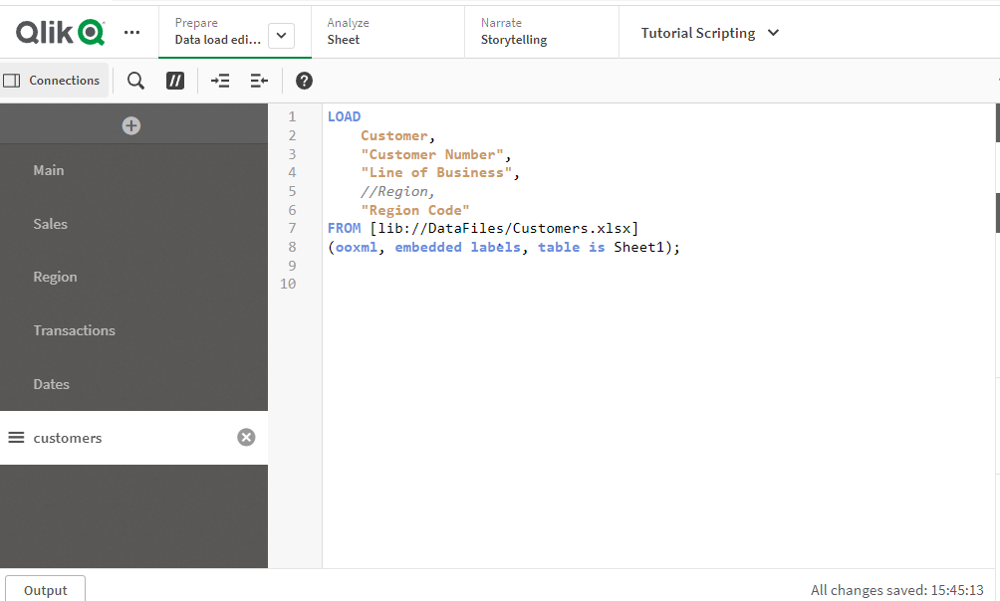 Qlik
Prepare
Data load edi...
Analyze
Sheet
Narrate
Storytelling
Tutorial Scripting
Connections
//
?
Main
Sales
Region
Transactions
Dates
customers
1 LOAD
2 Customer,
3 "Customer Number",
4 "Line of Business",
5 //Region,
6 "Region Code"
7 FROM [lib://DataFiles/Customers.xlsx]
8 (ooxml, embedded labels, table is Sheet1);
9
10
Output
All changes saved: 15:45:13